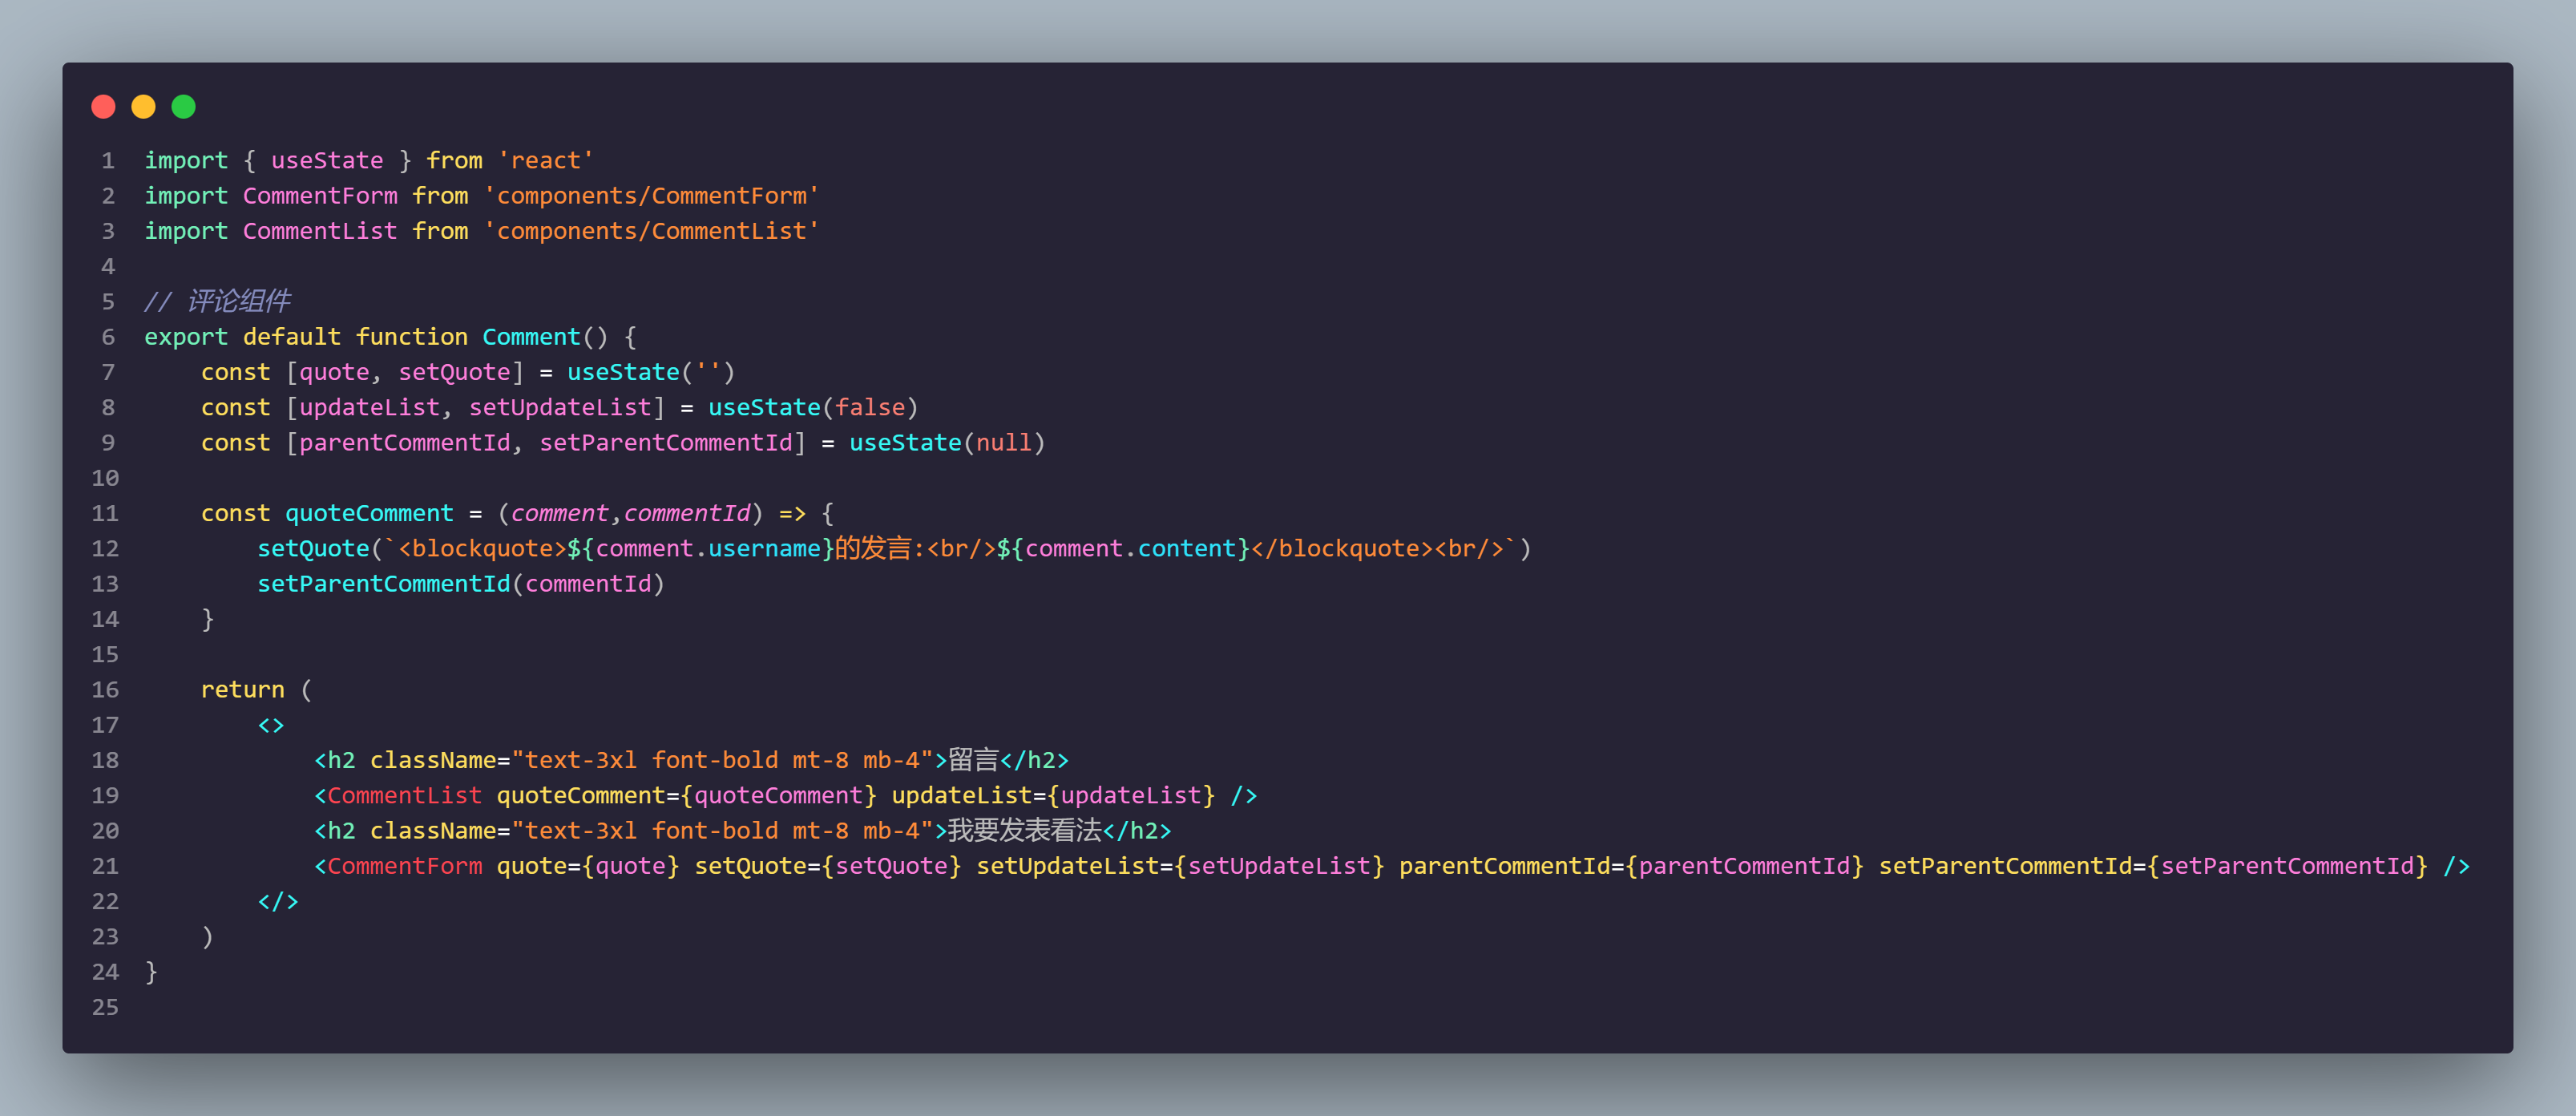 1 import { useState } from 'react'
2 import CommentForm from 'components/CommentForm'
3 import CommentList from 'components/CommentList'
4
5 // 评论组件
6 export default function Comment() {
7     const [quote, setQuote] = useState('')
8     const [updateList, setUpdateList] = useState(false)
9     const [parentCommentId, setParentCommentId] = useState(null)
10
11     const quoteComment = (comment,commentId) => {
12         setQuote(`<blockquote>${comment.username}的发言:<br/>${comment.content}</blockquote><br/>`)
13         setParentCommentId(commentId)
14     }
15
16     return (
17         <>
18             <h2 className="text-3xl font-bold mt-8 mb-4">留言</h2>
19             <CommentList quoteComment={quoteComment} updateList={updateList} />
20             <h2 className="text-3xl font-bold mt-8 mb-4">我要发表看法</h2>
21             <CommentForm quote={quote} setQuote={setQuote} setUpdateList={setUpdateList} parentCommentId={parentCommentId} setParentCommentId={setParentCommentId} />
22         </>
23     )
24 }
25